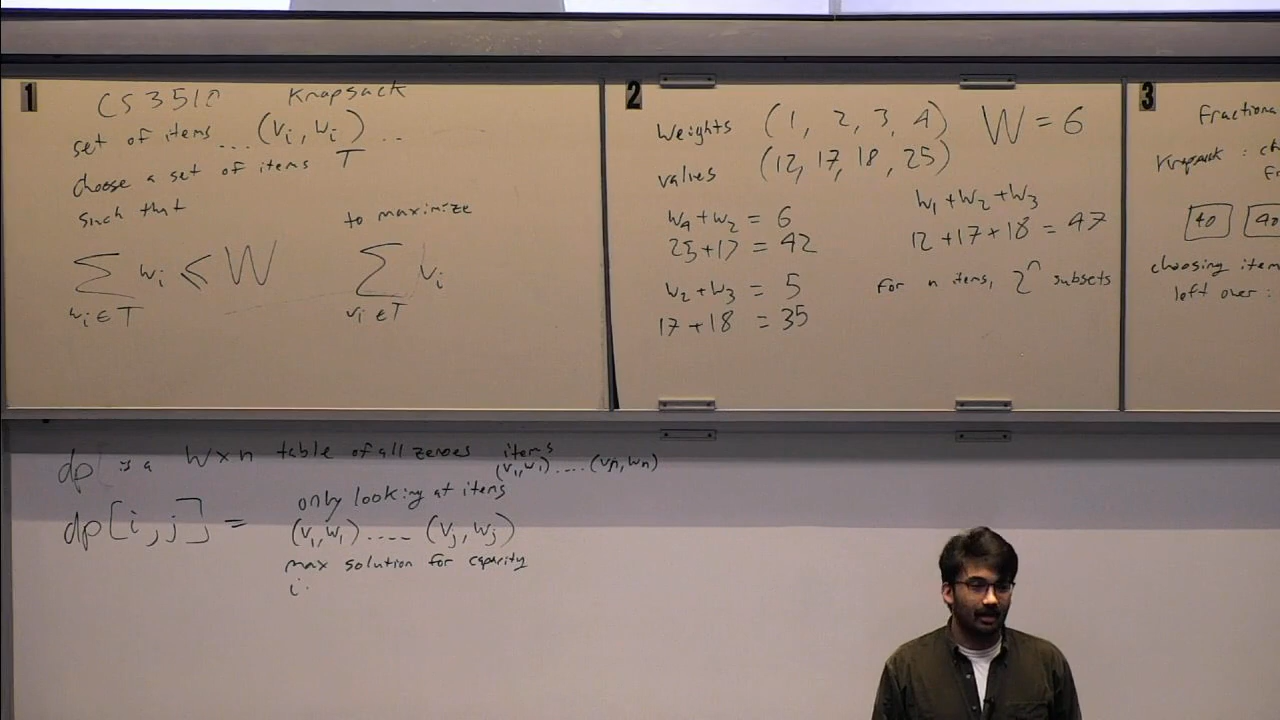 1
CS 3510 Knapsack
set of items ... (vi, wi) ..
choose a set of items T
such that
to maximize
∑ wi ≤ W
wi ∈ T
∑ vi
vi ∈ T
2
Weights (1, 2, 3, 4) W = 6
values (12, 17, 18, 25)
w4 + w2 = 6
25 + 17 = 42
w2 + w3 = 5
17 + 18 = 35
w1 + w2 + w3
12 + 17 + 18 = 47
for n items, 2^n subsets
3
Fractiona
Knapsack : ch
40 40
choosing item
left over :
dp is a W x n table of all zeroes items
(v1, w1) .... (vn, wn)
dp[i, j] =
only looking at items
(v1, w1) ..... (vj, wj)
max solution for capacity
i.